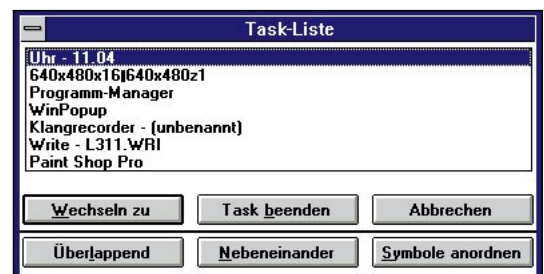 Task-Liste
Uhr - 11.04
640x480x16||640x480z1
Programm-Manager
WinPopup
Klangrecorder - (unbenannt)
Write - L311.WRI
Paint Shop Pro
Wechseln zu
Task beenden
Abbrechen
Überlappend
Nebeneinander
Symbole anordnen